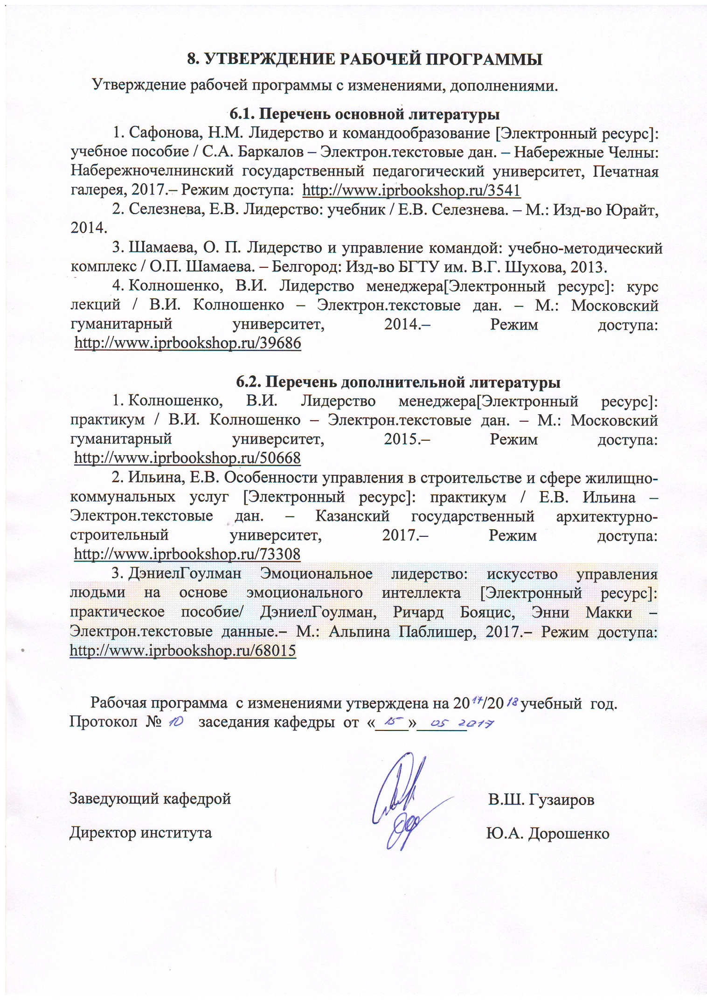 8. УТВЕРЖДЕНИЕ РАБОЧЕЙ ПРОГРАММЫ
Утверждение рабочей программы с изменениями, дополнениями.
6.1. Перечень основной литературы
1. Сафонова, Н.М. Лидерство и командообразование [Электронный ресурс]:
учебное пособие / С.А. Баркалов – Электрон.текстовые дан. – Набережные Челны:
Набережночелнинский государственный педагогический университет, Печатная
галерея, 2017.– Режим доступа: http://www.iprbookshop.ru/3541
2. Селезнева, Е.В. Лидерство: учебник / Е.В. Селезнева. – М.: Изд-во Юрайт,
2014.
3. Шамаева, О. П. Лидерство и управление командой: учебно-методический
комплекс / О.П. Шамаева. – Белгород: Изд-во БГТУ им. В.Г. Шухова, 2013.
4. Колношенко, В.И. Лидерство менеджера[Электронный ресурс]: курс
лекций / В.И. Колношенко – Электрон.текстовые дан. – М.: Московский
гуманитарный университет, 2014.– Режим доступа:
http://www.iprbookshop.ru/39686
6.2. Перечень дополнительной литературы
1. Колношенко, В.И. Лидерство менеджера[Электронный ресурс]:
практикум / В.И. Колношенко – Электрон.текстовые дан. – М.: Московский
гуманитарный университет, 2015.– Режим доступа:
http://www.iprbookshop.ru/50668
2. Ильина, Е.В. Особенности управления в строительстве и сфере жилищно-
коммунальных услуг [Электронный ресурс]: практикум / Е.В. Ильина –
Электрон.текстовые дан. – Казанский государственный архитектурно-
строительный университет, 2017.– Режим доступа:
http://www.iprbookshop.ru/73308
3. ДэниелГоулман Эмоциональное лидерство: искусство управления
людьми на основе эмоционального интеллекта [Электронный ресурс]:
практическое пособие/ ДэниелГоулман, Ричард Бояцис, Энни Макки –
Электрон.текстовые данные.– М.: Альпина Паблишер, 2017.– Режим доступа:
http://www.iprbookshop.ru/68015
Рабочая программа с изменениями утверждена на 2017/2018 учебный год.
Протокол № 10 заседания кафедры от «15» 05 2017
Заведующий кафедрой В.Ш. Гузаиров
Директор института Ю.А. Дорошенко